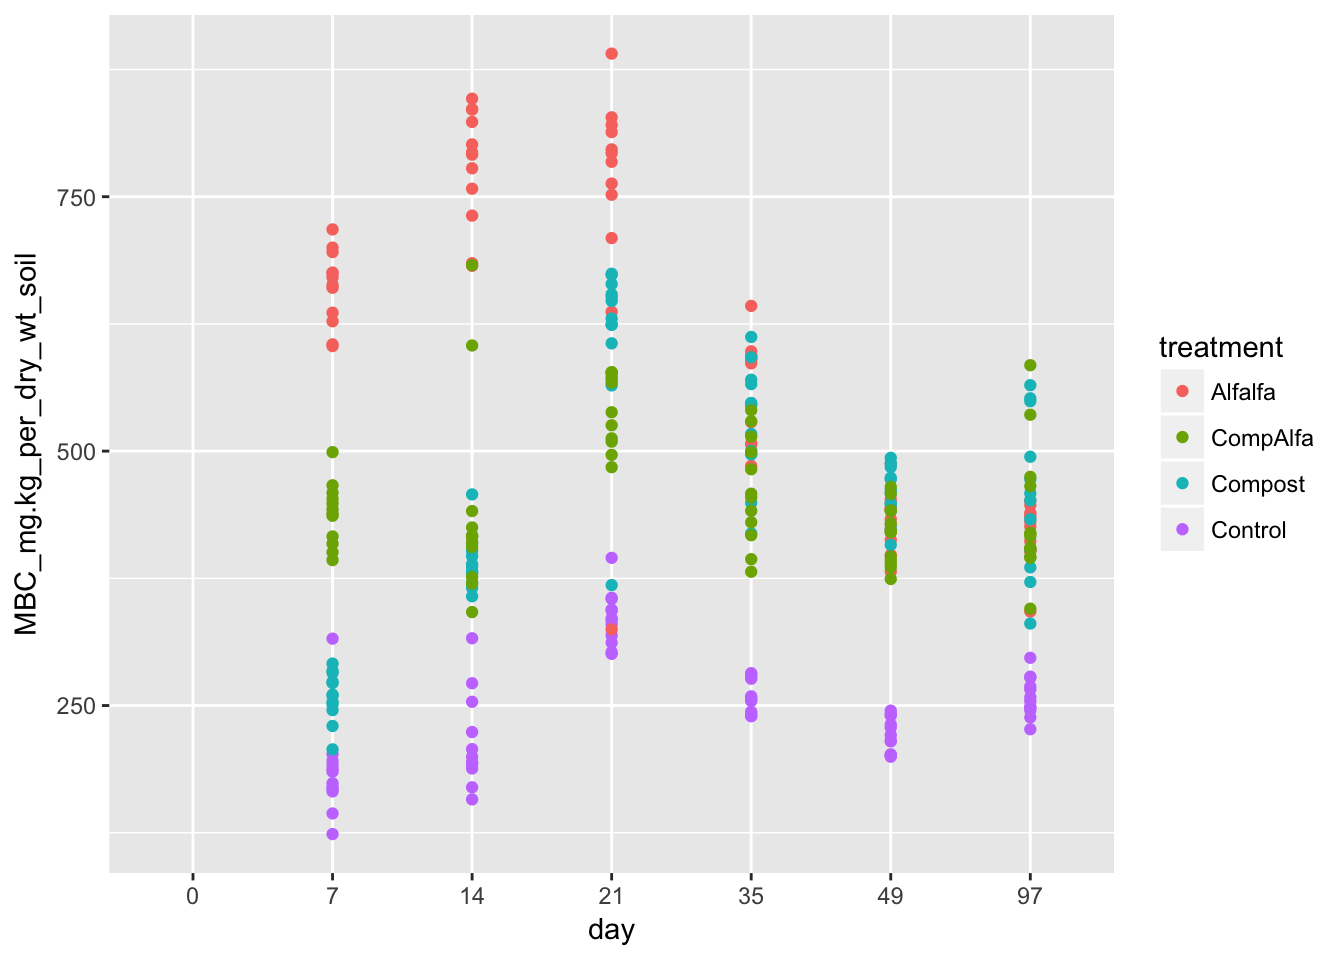 MBC_mg.kg_per_dry_wt_soil
750
500
250
0 7 14 21 35 49 97
day
treatment
Alfalfa
CompAlfa
Compost
Control